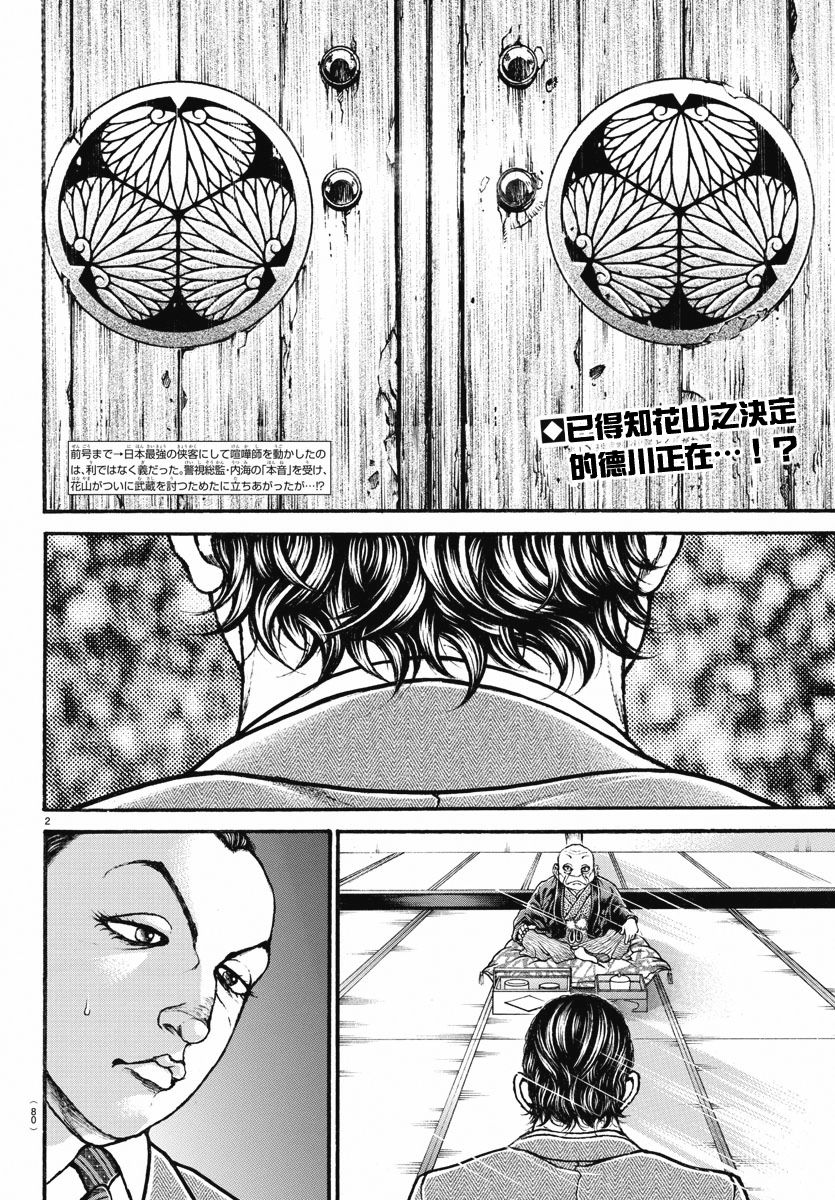 ◆已得知花山之決定
的德川正在…！？
前号まで→日本最強の侠客にして喧嘩師を動かしたの
は、利ではなく義だった。警視総監・内海の「本音」を受け、
花山がついに武蔵を討つためたに立ちあがったが…!?
2
(80)